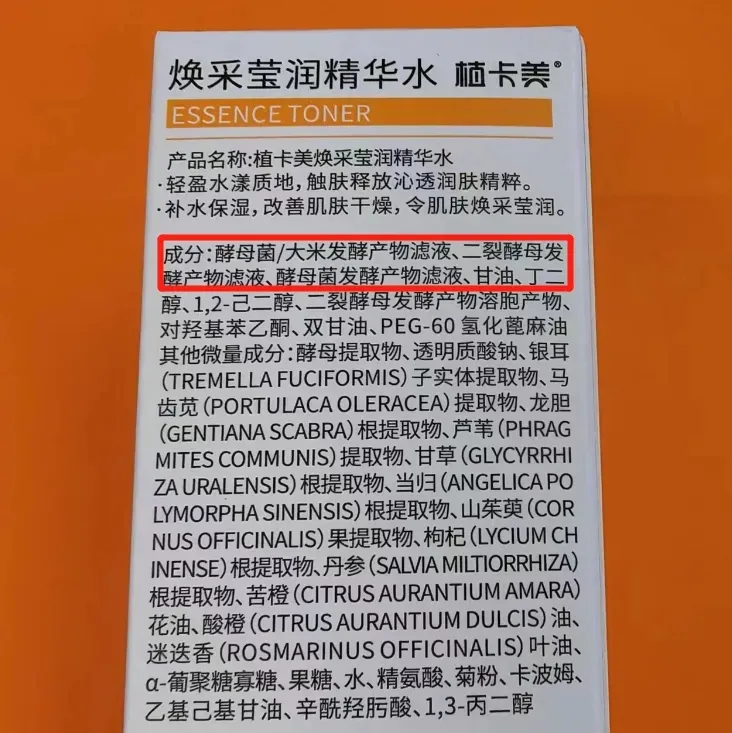 焕采莹润精华水 植卡美®
ESSENCE TONER
产品名称:植卡美焕采莹润精华水
·轻盈水漾质地，触肤释放沁透润肤精粹。
·补水保湿，改善肌肤干燥，令肌肤焕采莹润。
成分:酵母菌/大米发酵产物滤液、二裂酵母发
酵产物滤液、酵母菌发酵产物滤液、甘油、丁二
醇、1,2-己二醇、二裂酵母发酵产物溶胞产物、
对羟基苯乙酮、双甘油、PEG-60氢化蓖麻油
其他微量成分:酵母提取物、透明质酸钠、银耳
（TREMELLA FUCIFORMIS）子实体提取物、马
齿苋（PORTULACA OLERACEA）提取物、龙胆
（GENTIANA SCABRA）根提取物、芦苇（PHRAG
MITES COMMUNIS）提取物、甘草（GLYCYRRHI
ZA URALENSIS）根提取物、当归（ANGELICA PO
LYMORPHA SINENSIS）根提取物、山茱萸（COR
NUS OFFICINALIS）果提取物、枸杞（LYCIUM CH
INENSE）根提取物、丹参（SALVIA MILTIORRHIZA）
根提取物、苦橙（CITRUS AURANTIUM AMARA）
花油、酸橙（CITRUS AURANTIUM DULCIS）油、
迷迭香（ROSMARINUS OFFICINALIS）叶油、
α-葡聚糖寡糖、果糖、水、精氨酸、菊粉、卡波姆、
乙基己基甘油、辛酰羟肟酸、1,3-丙二醇